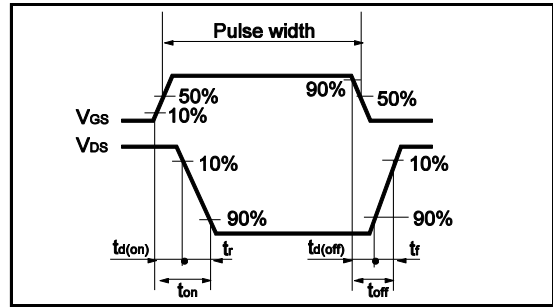 Pulse width
90%
50%
50%
VGS
10%
VDS
10%
10%
90%
90%
td(on)
tr
td(off)
tf
ton
toff